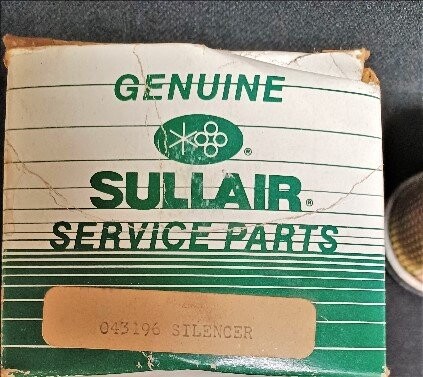 GENUINE
®
SULLAIR®
SERVICE PARTS
043196 SILENCER